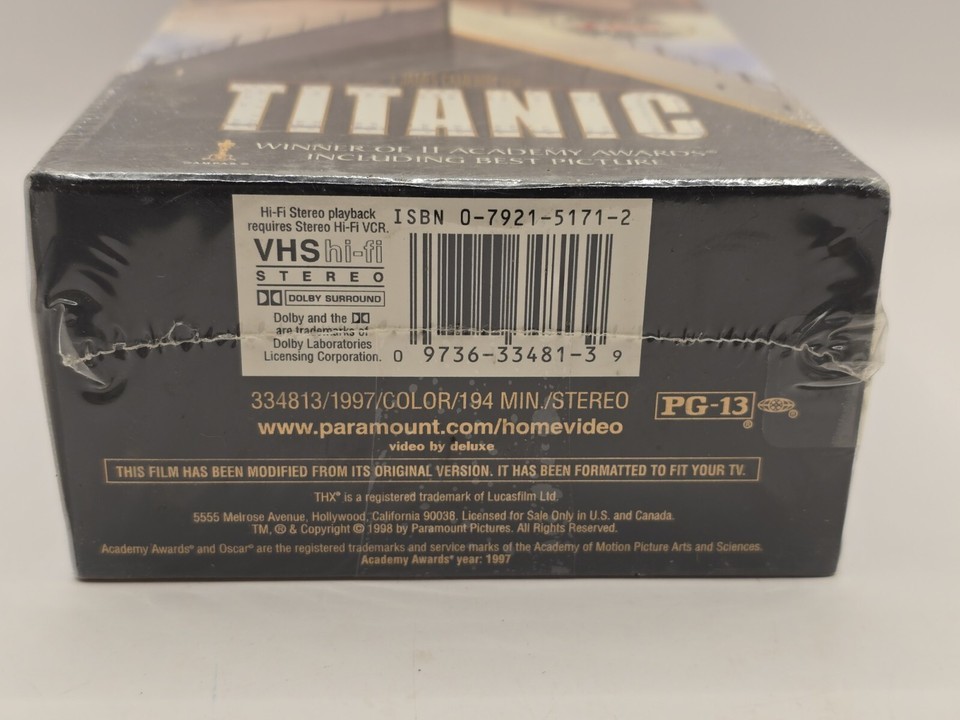 TITANIC
WINNER OF 11 ACADEMY AWARDS®
INCLUDING BEST PICTURE
Hi-Fi Stereo playback
requires Stereo Hi-Fi VCR.
VHS hi-fi
STEREO
DOLBY SURROUND
Dolby and the
are trademarks of
Dolby Laboratories
Licensing Corporation.
ISBN 0-7921-5171-2
0 9736-33481-3 9
334813/1997/COLOR/194 MIN./STEREO
PG-13
®
www.paramount.com/homevideo
video by deluxe
THIS FILM HAS BEEN MODIFIED FROM ITS ORIGINAL VERSION. IT HAS BEEN FORMATTED TO FIT YOUR TV.
THX® is a registered trademark of Lucasfilm Ltd.
5555 Melrose Avenue, Hollywood, California 90038. Licensed for Sale Only in U.S. and Canada.
TM, ® & Copyright © 1998 by Paramount Pictures. All Rights Reserved.
Academy Awards® and Oscar® are the registered trademarks and service marks of the Academy of Motion Picture Arts and Sciences.
Academy Awards® year: 1997